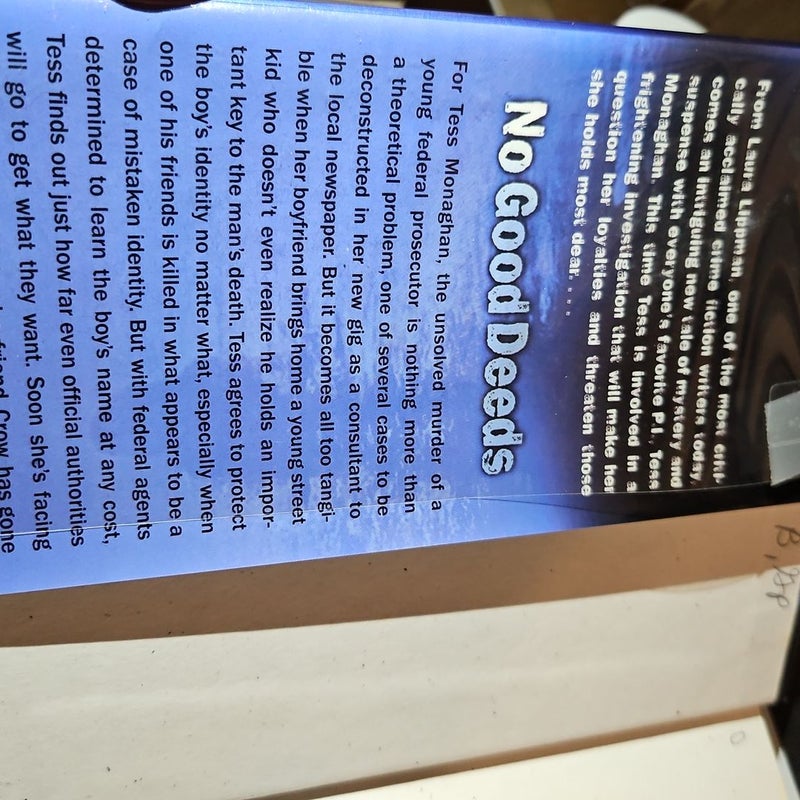 From Laura Lippman, one of the most criti-
cally acclaimed crime fiction writers today,
comes an intriguing new tale of mystery and
suspense with everyone's favorite P.I., Tess
Monaghan. This time Tess is involved in a
frightening investigation that will make her
question her loyalties and threaten those
she holds most dear. . . .
No Good Deeds
For Tess Monaghan, the unsolved murder of a
young federal prosecutor is nothing more than
a theoretical problem, one of several cases to be
deconstructed in her new gig as a consultant to
the local newspaper. But it becomes all too tangi-
ble when her boyfriend brings home a young street
kid who doesn't even realize he holds an impor-
tant key to the man's death. Tess agrees to protect
the boy's identity no matter what, especially when
one of his friends is killed in what appears to be a
case of mistaken identity. But with federal agents
determined to learn the boy's name at any cost,
Tess finds out just how far even official authorities
will go to get what they want. Soon she's facing
friend Crow has gone